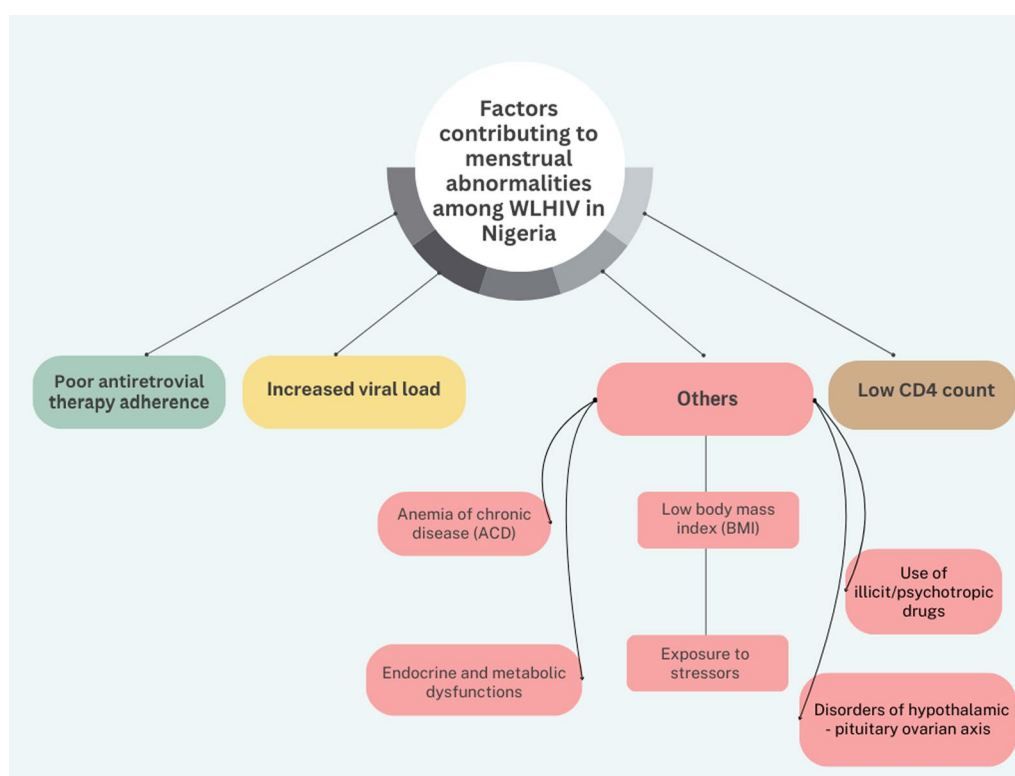 Factors
contributing to
menstrual
abnormalities
among WLHIV in
Nigeria
Poor antiretrovial
therapy adherence
Increased viral load
Others
Low CD4 count
Anemia of chronic
disease (ACD)
Low body mass
index (BMI)
Use of
illicit/psychotropic
drugs
Endocrine and metabolic
dysfunctions
Exposure to
stressors
Disorders of hypothalamic
- pituitary ovarian axis